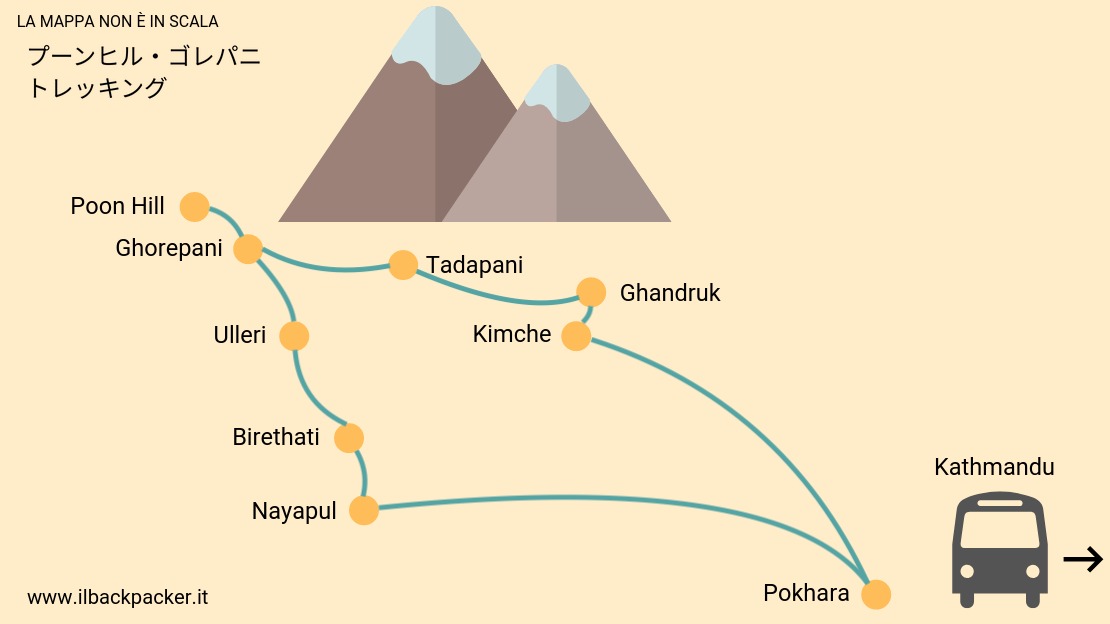 LA MAPPA NON È IN SCALA
プーンヒル・ゴレパニ
トレッキング
Poon Hill
Ghorepani
Tadapani
Ghandruk
Ulleri
Kimche
Birethati
Kathmandu
Nayapul
Pokhara
www.ilbackpacker.it